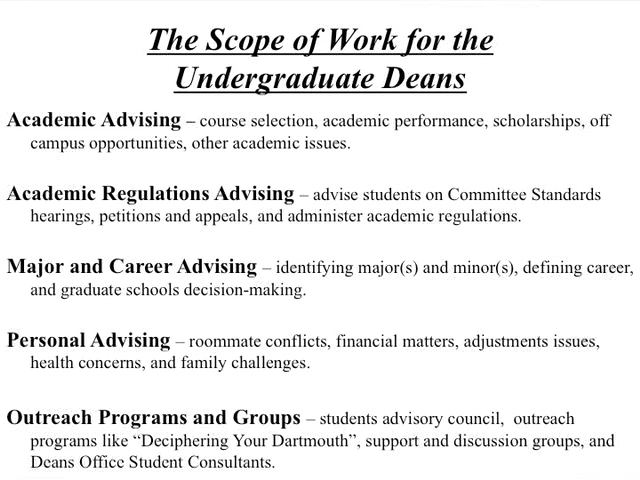 The Scope of Work for the
Undergraduate Deans
Academic Advising – course selection, academic performance, scholarships, off
campus opportunities, other academic issues.
Academic Regulations Advising – advise students on Committee Standards
hearings, petitions and appeals, and administer academic regulations.
Major and Career Advising – identifying major(s) and minor(s), defining career,
and graduate schools decision-making.
Personal Advising – roommate conflicts, financial matters, adjustments issues,
health concerns, and family challenges.
Outreach Programs and Groups – students advisory council,  outreach
programs like “Deciphering Your Dartmouth”, support and discussion groups, and
Deans Office Student Consultants.